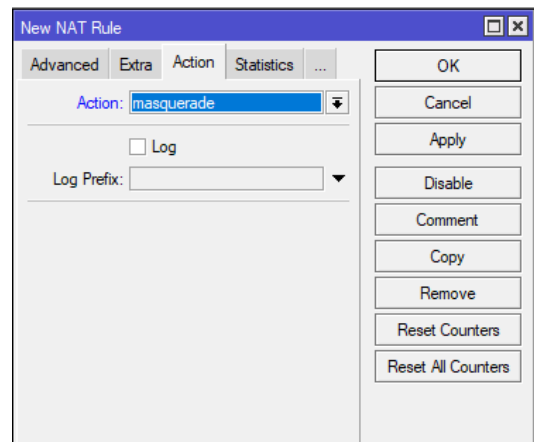 New NAT Rule
Advanced Extra Action Statistics ...
Action: masquerade
Log
Log Prefix:
OK
Cancel
Apply
Disable
Comment
Copy
Remove
Reset Counters
Reset All Counters